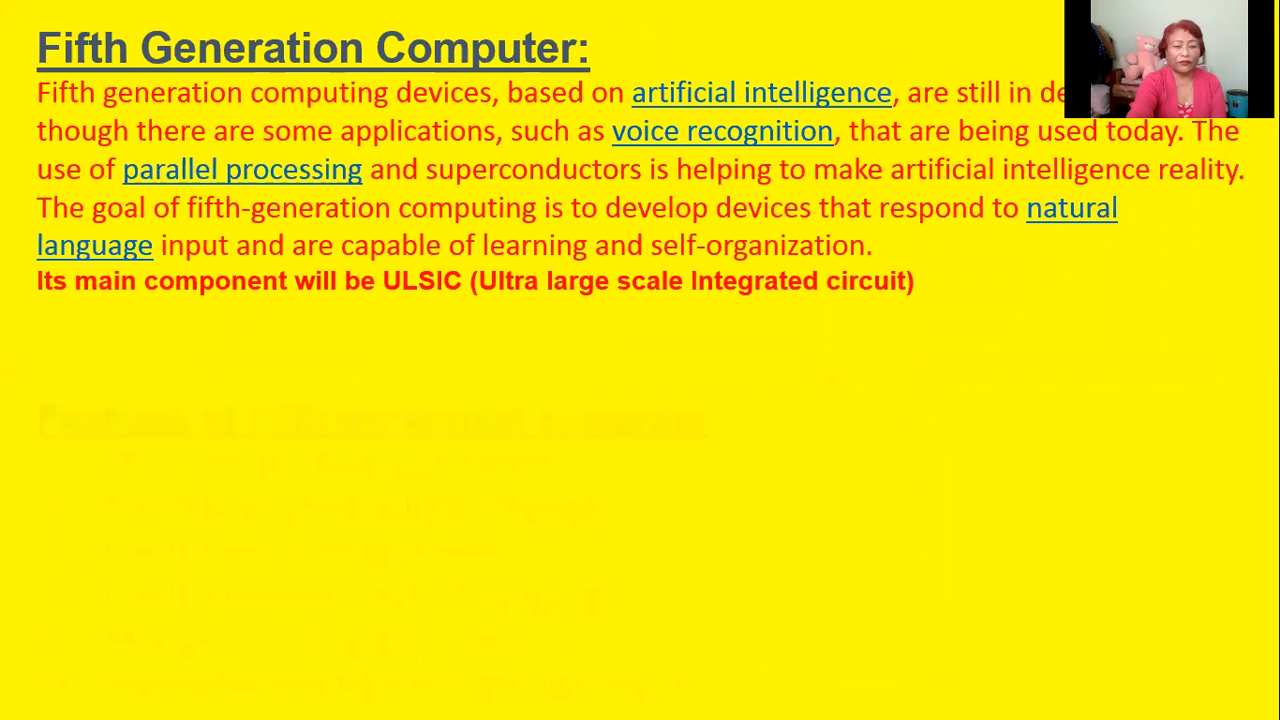 Fifth Generation Computer:
Fifth generation computing devices, based on artificial intelligence, are still in
though there are some applications, such as voice recognition, that are being used today. The
use of parallel processing and superconductors is helping to make artificial intelligence reality.
The goal of fifth-generation computing is to develop devices that respond to natural
language input and are capable of learning and self-organization.
Its main component will be ULSIC (Ultra large scale Integrated circuit)